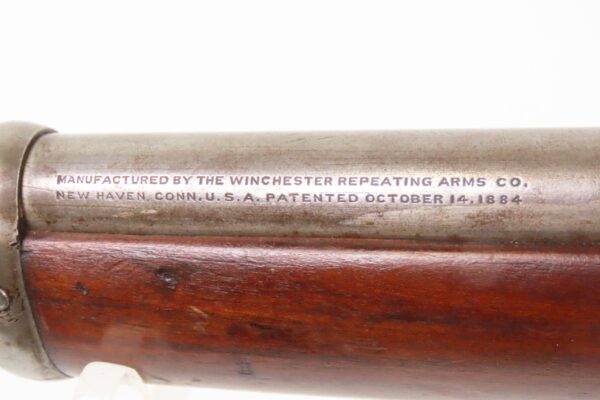 MANUFACTURED BY THE WINCHESTER REPEATING ARMS CO.
NEW HAVEN. CONN. U. S. A. PATENTED OCTOBER 14. 1884